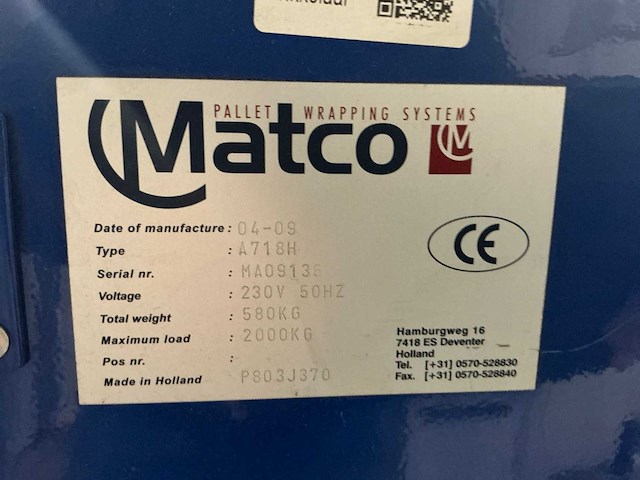 PALLET WRAPPING SYSTEMS
Matco
M
Date of manufacture : 04-09
Type : A718H
Serial nr. :
Voltage : 230V 50HZ
Total weight : 580KG
Maximum load : 2000KG
Pos nr. :
Made in Holland P803J370
CE
Hamburgweg 16
7418 ES Deventer
Holland
Tel. [+31] 0570-528830
Fax. [+31] 0570-528840